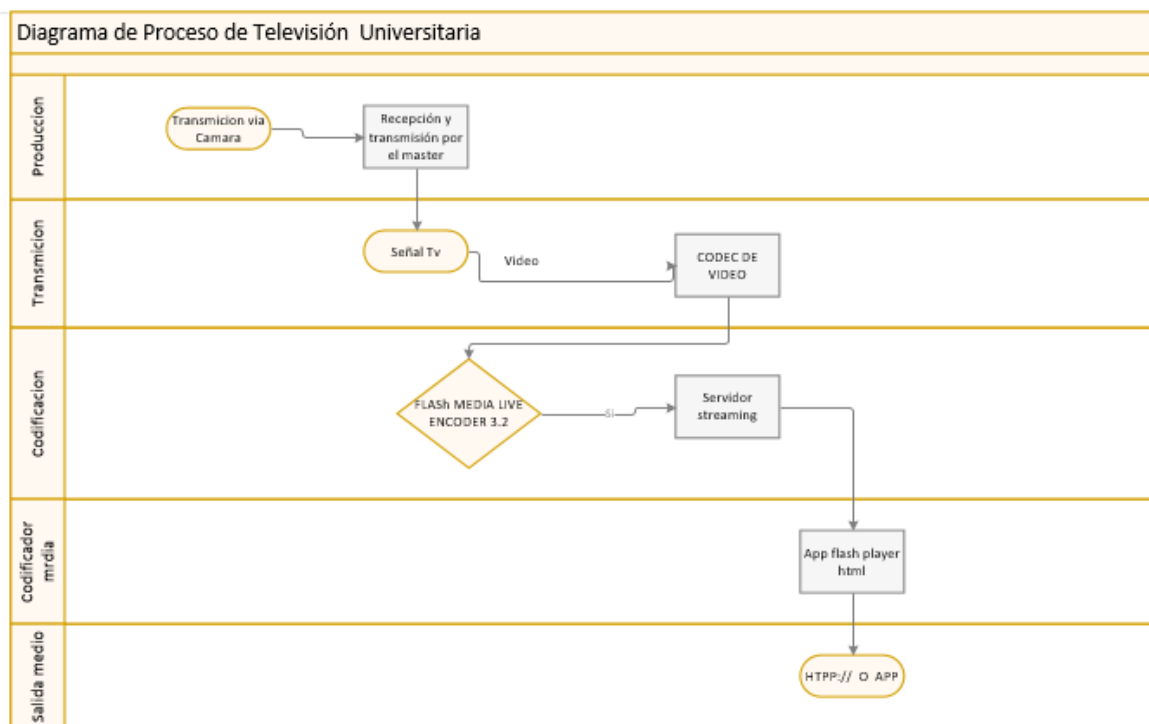 Diagrama de Proceso de Televisión Universitaria
Produccion
Transmicion via
Camara
Recepción y
transmisión por
el master
Transmicion
Señal Tv
Video
CODEC DE
VIDEO
Codificacion
FLASh MEDIA LIVE
ENCODER 3.2
Si
Servidor
streaming
Codificador
mrdia
App flash player
html
Salida medio
HTPP:// O APP